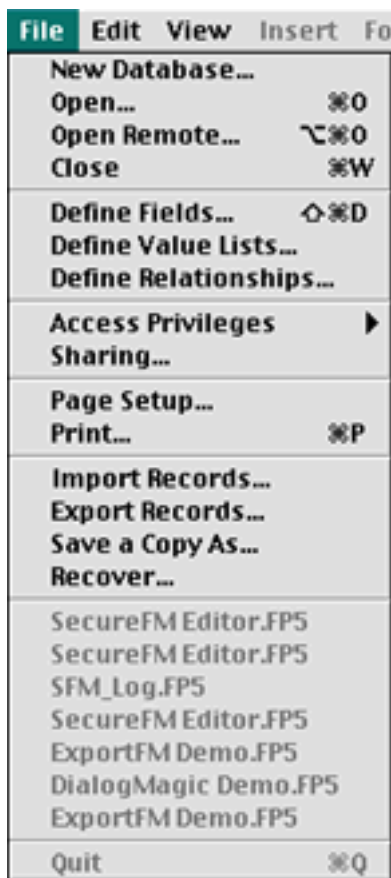 File Edit View Insert Fo
New Database...
Open... ⌘O
Open Remote... ⌥⌘O
Close ⌘W
Define Fields... ⇧⌘D
Define Value Lists...
Define Relationships...
Access Privileges ▶
Sharing...
Page Setup...
Print... ⌘P
Import Records...
Export Records...
Save a Copy As...
Recover...
SecureFM Editor.FP5
SecureFM Editor.FP5
SFM_Log.FP5
SecureFM Editor.FP5
ExportFM Demo.FP5
DialogMagic Demo.FP5
ExportFM Demo.FP5
Quit ⌘Q